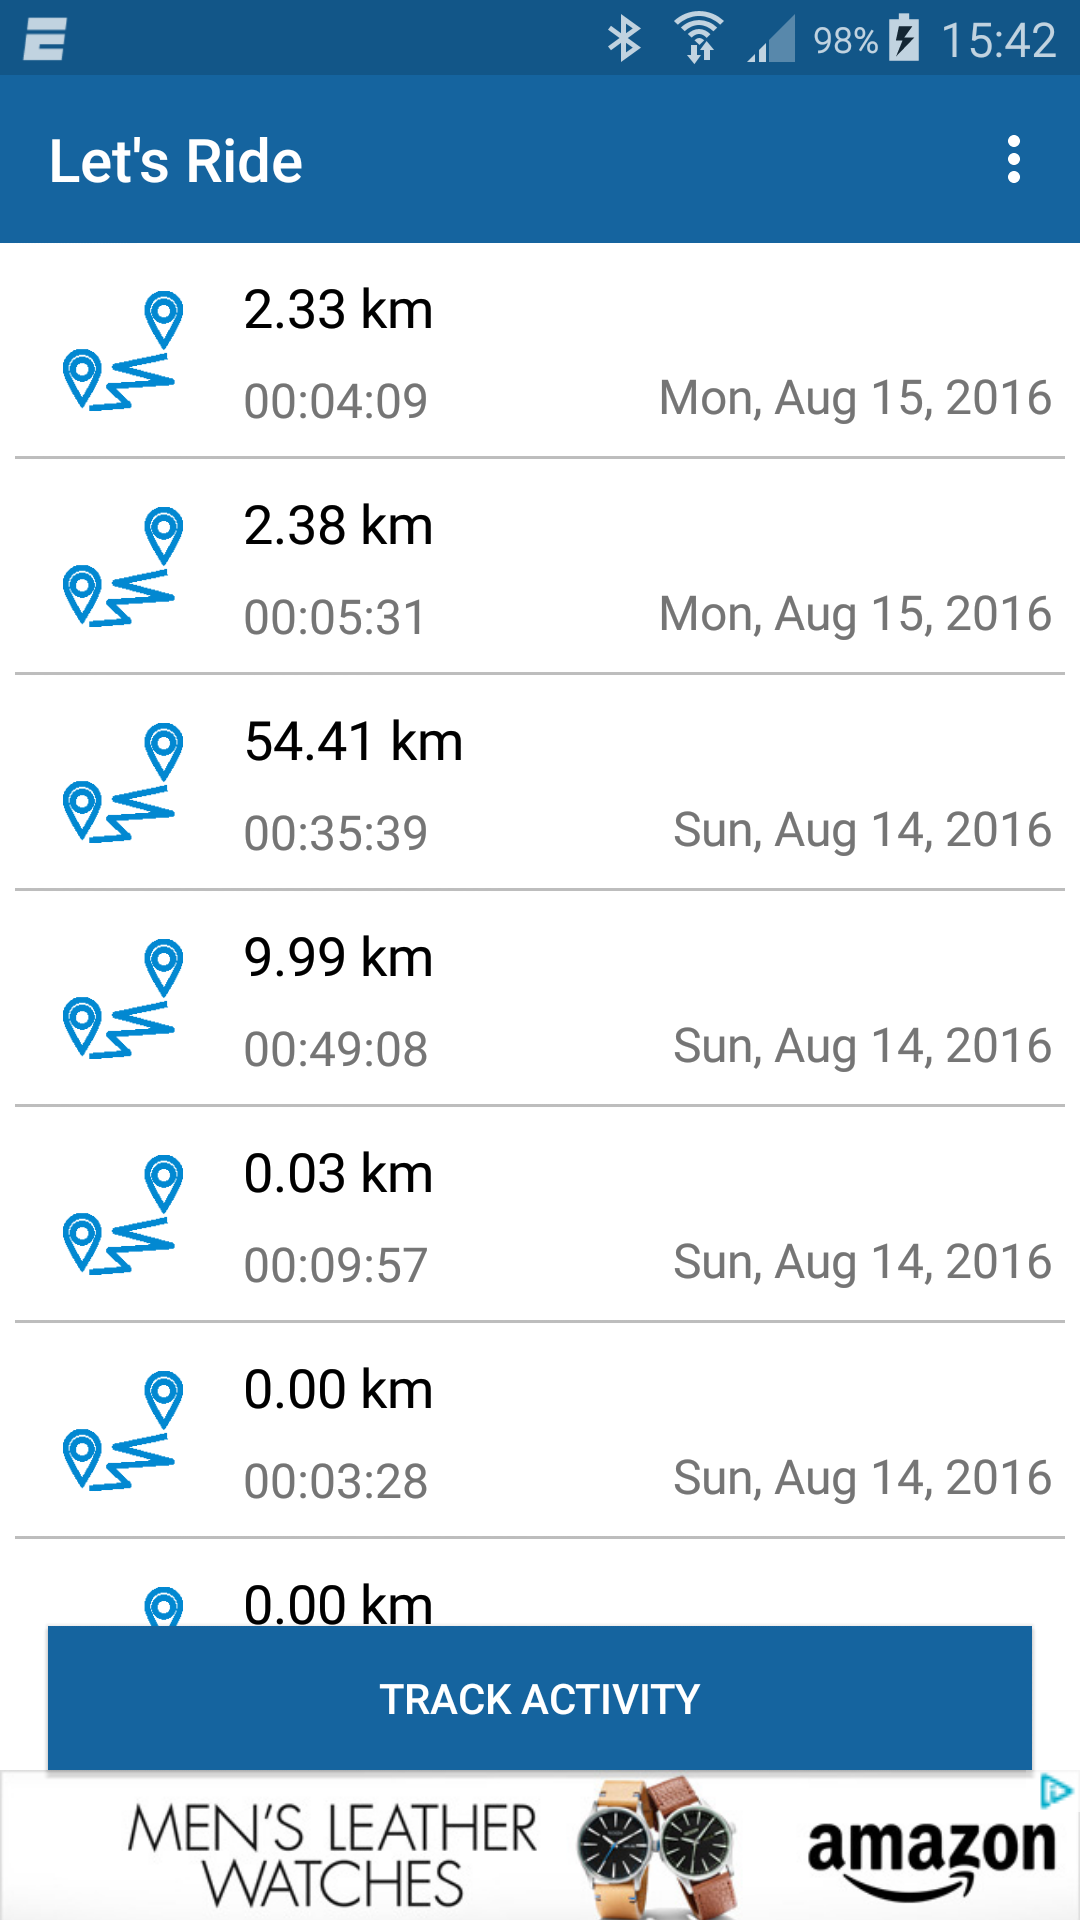 98% 15:42
Let's Ride
2.33 km
00:04:09 Mon, Aug 15, 2016
2.38 km
00:05:31 Mon, Aug 15, 2016
54.41 km
00:35:39 Sun, Aug 14, 2016
9.99 km
00:49:08 Sun, Aug 14, 2016
0.03 km
00:09:57 Sun, Aug 14, 2016
0.00 km
00:03:28 Sun, Aug 14, 2016
0.00 km
TRACK ACTIVITY
MEN'S LEATHER
WATCHES
amazon